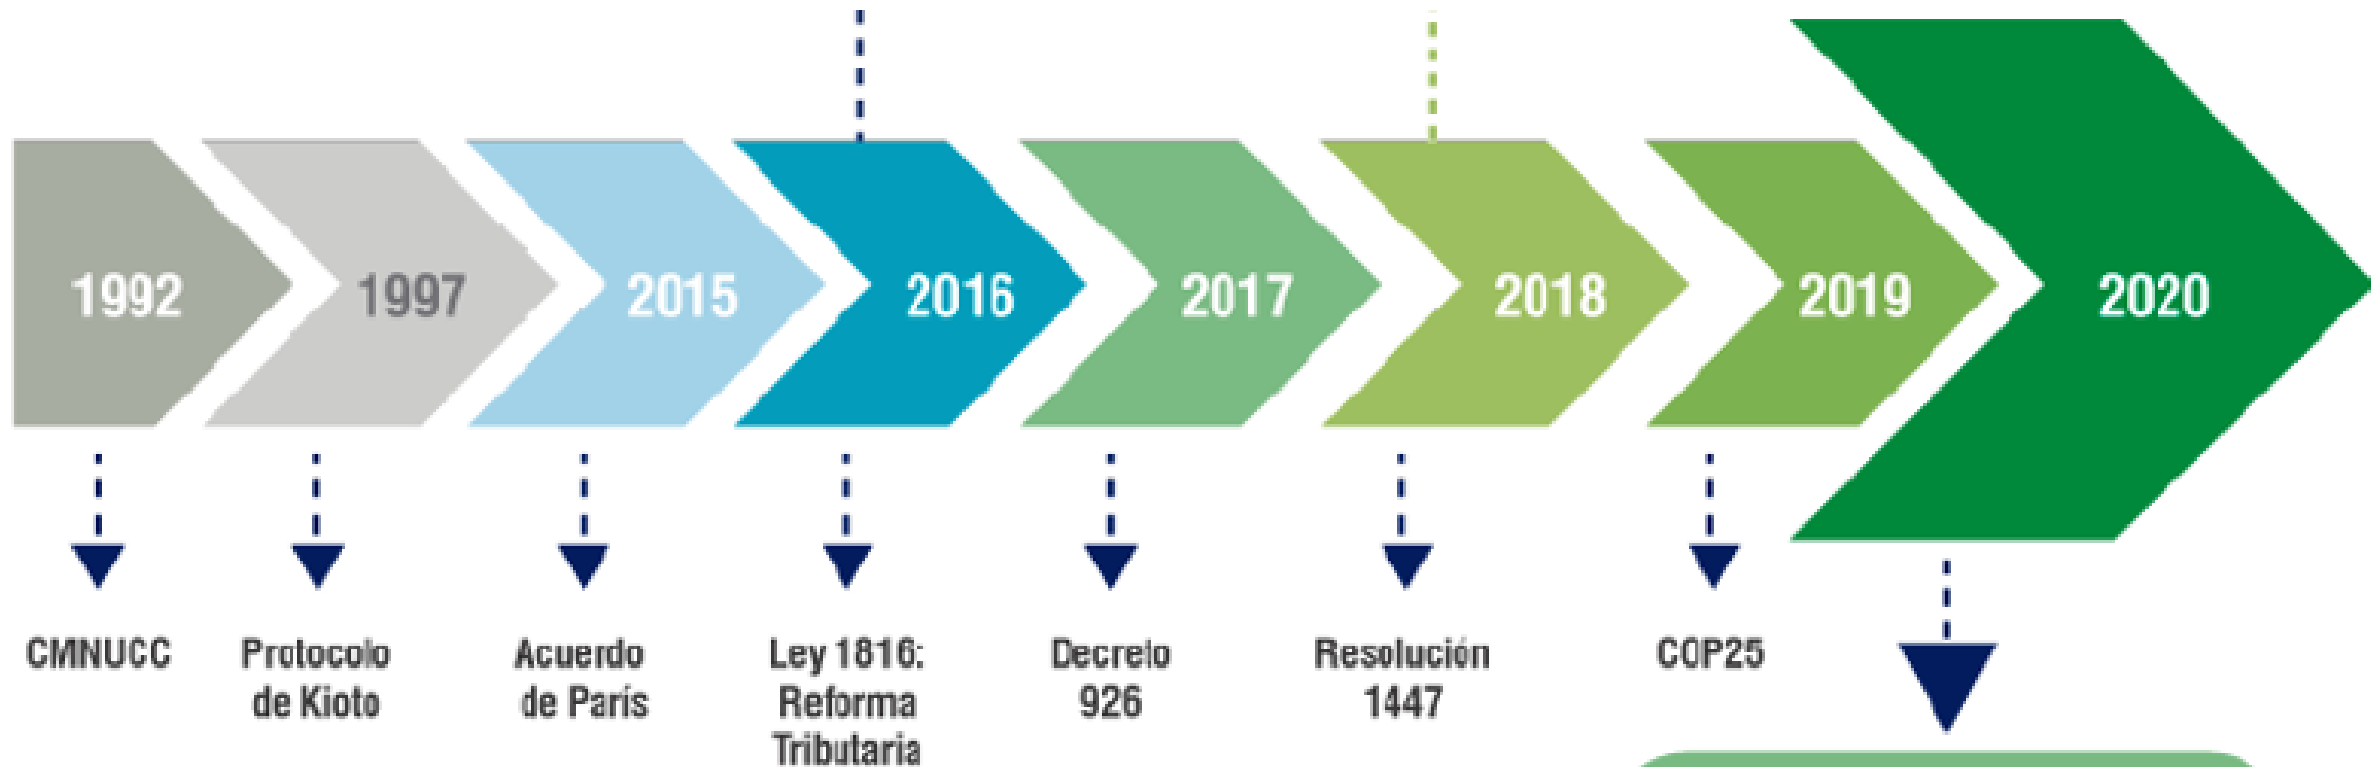 1992
1997
2015
2016
2017
2018
2019
2020
CMNUCC
Protocolo
de Kioto
Acuerdo
de París
Ley 1816:
Reforma
Tributaria
Decreto
926
Resolución
1447
COP25